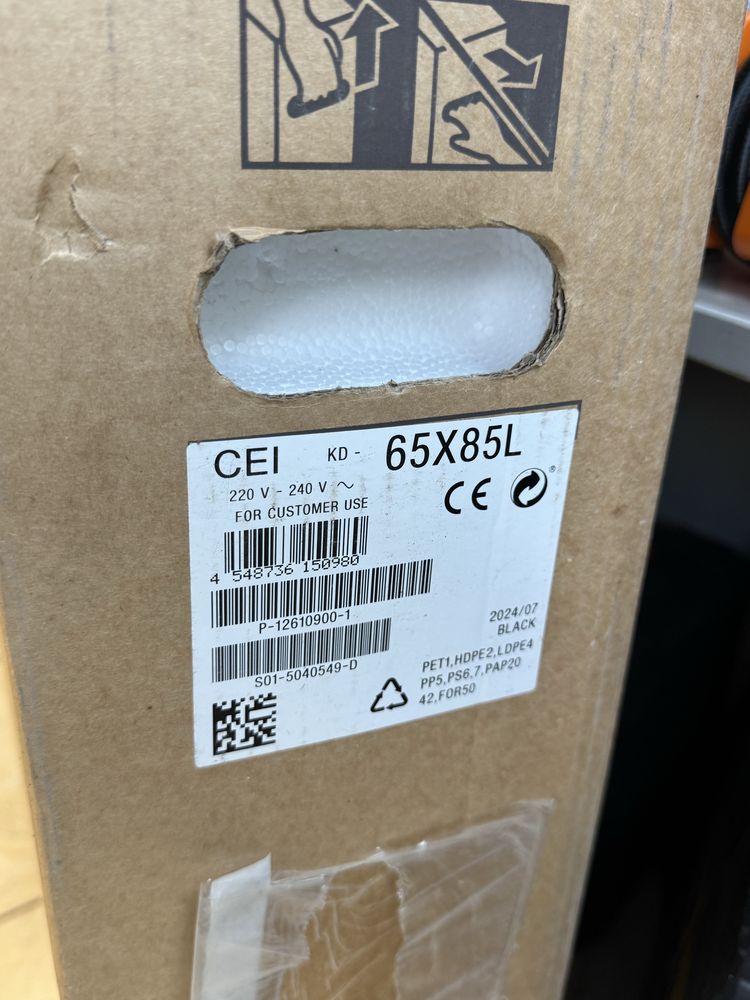 CEI KD - 65X85L
220 V - 240 V ~
FOR CUSTOMER USE
CE
®
4 548736 150980
P-12610900-1
S01-5040549-D
2024/07
BLACK
PET1,HDPE2,LDPE4
PP5,PS6,7,PAP20
42,FOR50